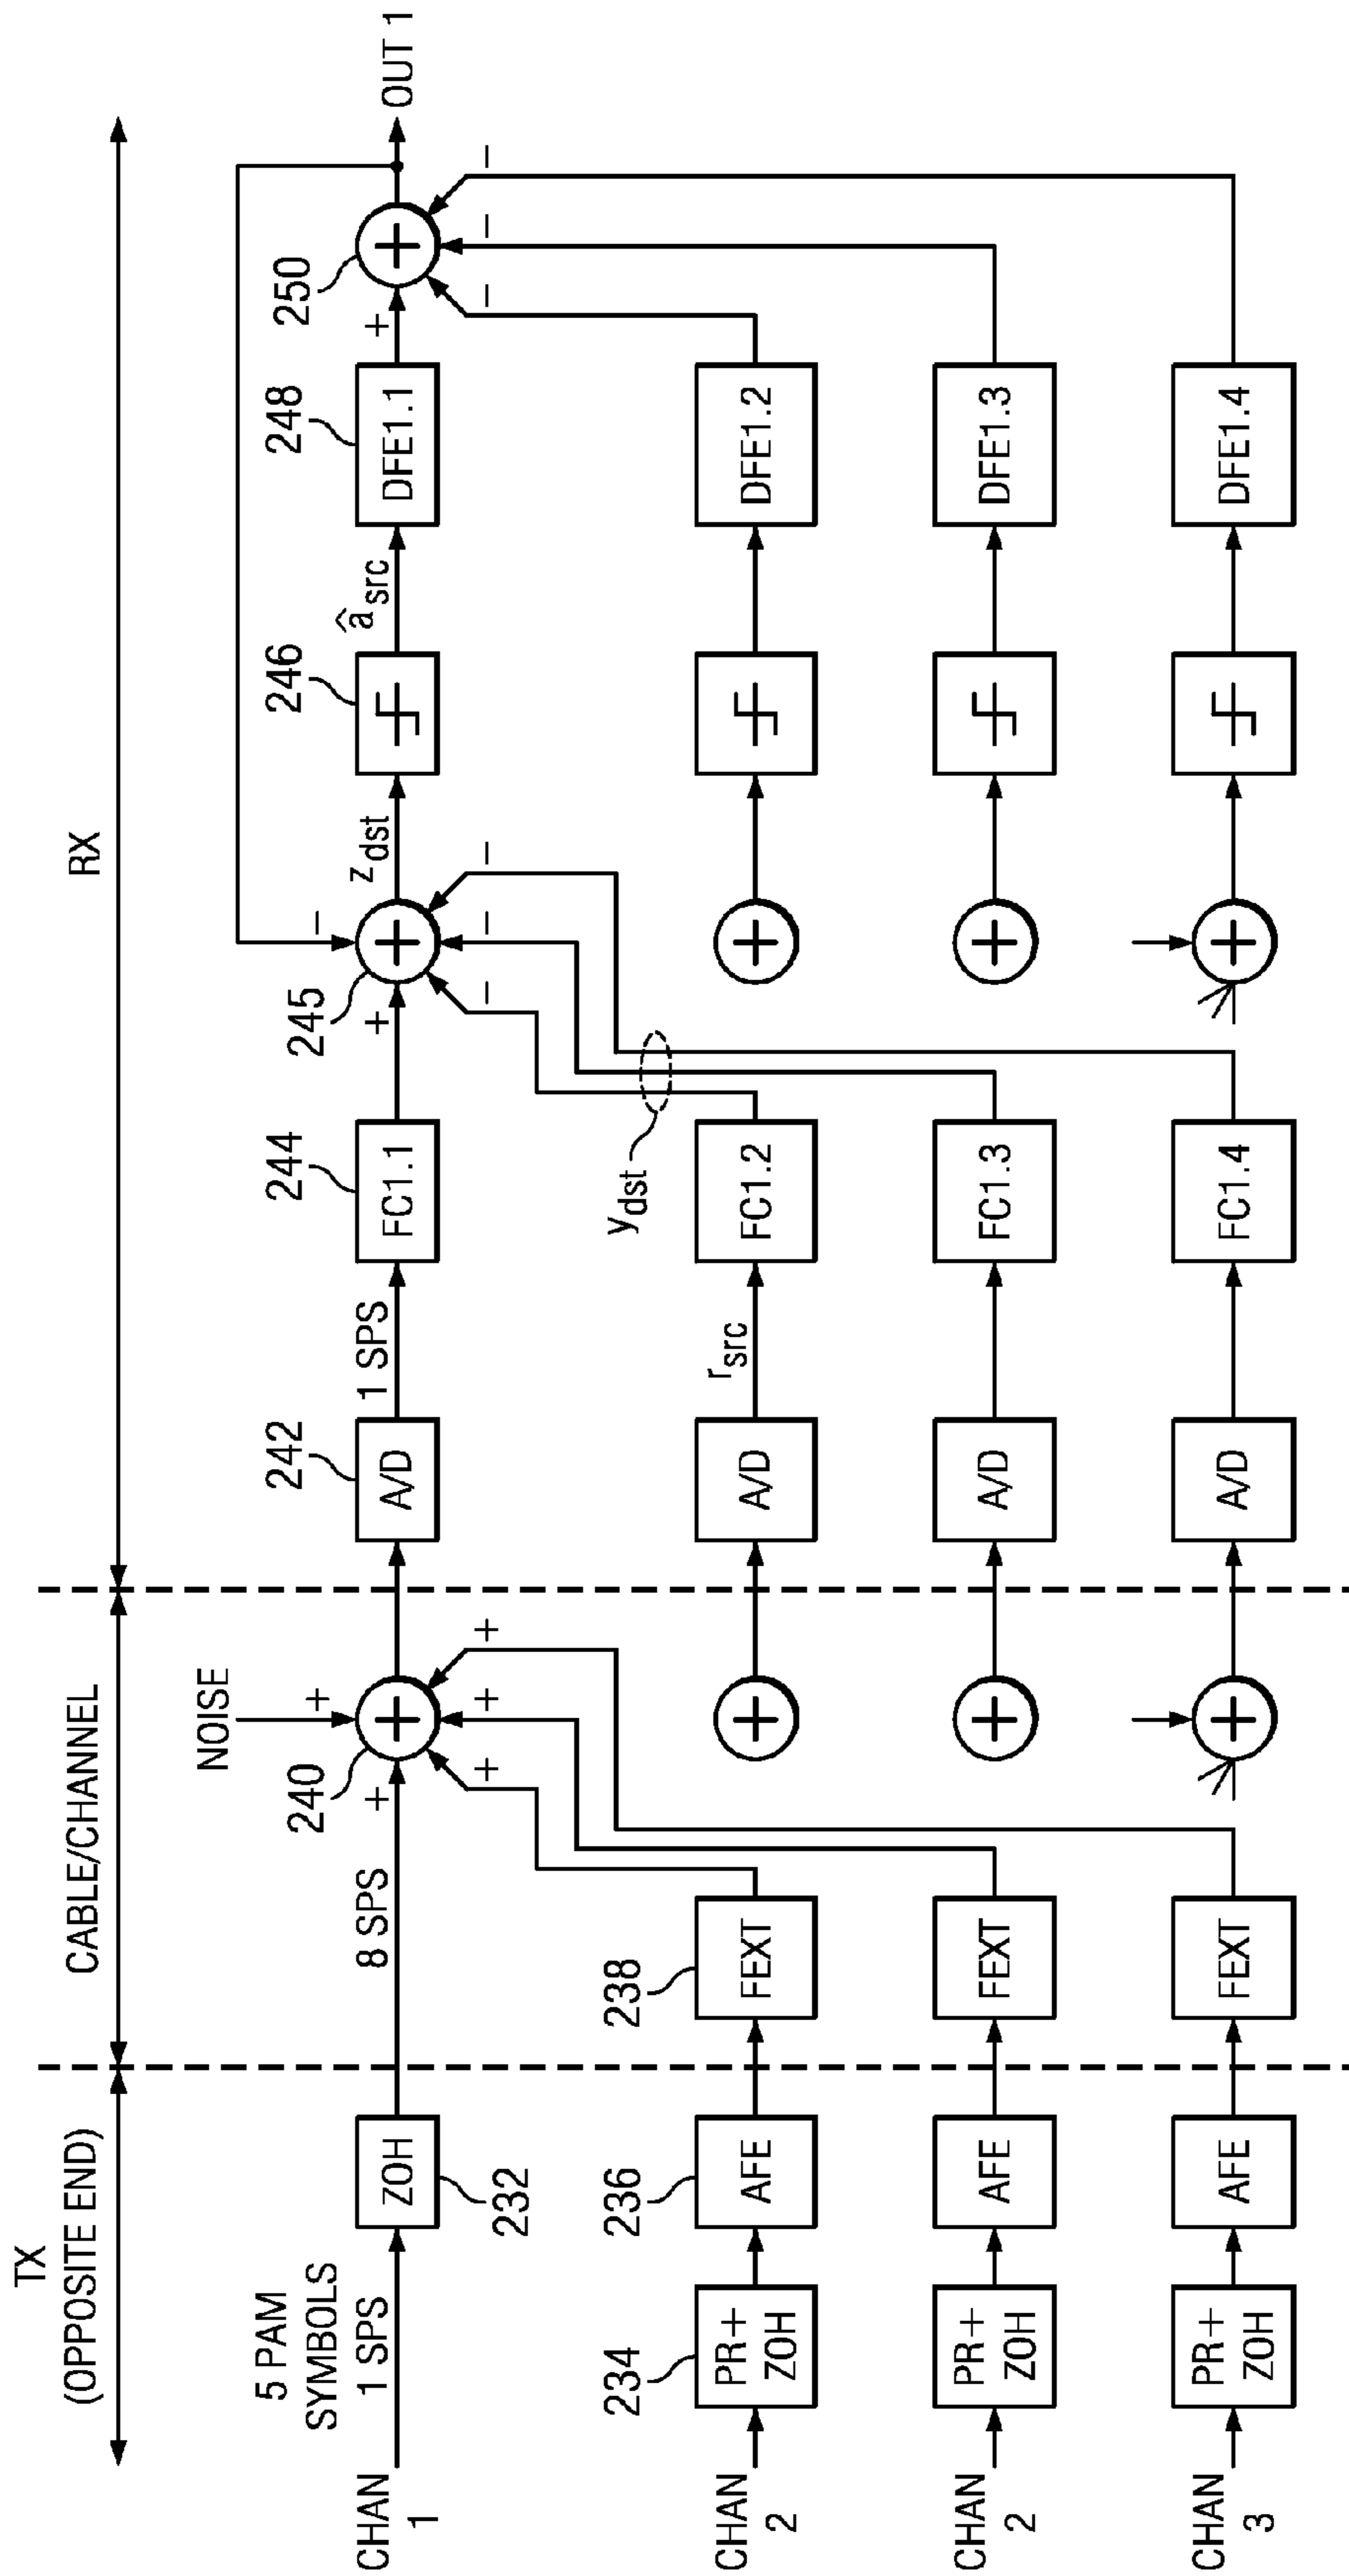 TX
(OPPOSITE END)
CABLE/CHANNEL
RX
CHAN
1
5 PAM
SYMBOLS
1 SPS
ZOH
232
8 SPS
NOISE
+
+
+
+
+
+
240
A/D
242
1 SPS
FC1.1
244
+
-
-
-
-
+
245
z dst
246
â src
DFE1.1
248
+
-
-
-
+
250
OUT 1
CHAN
2
PR+
ZOH
234
AFE
236
FEXT
238
+
A/D
r src
FC1.2
y dst
+
DFE1.2
CHAN
2
PR+
ZOH
AFE
FEXT
+
A/D
FC1.3
+
DFE1.3
CHAN
3
PR+
ZOH
AFE
FEXT
+
A/D
FC1.4
+
DFE1.4